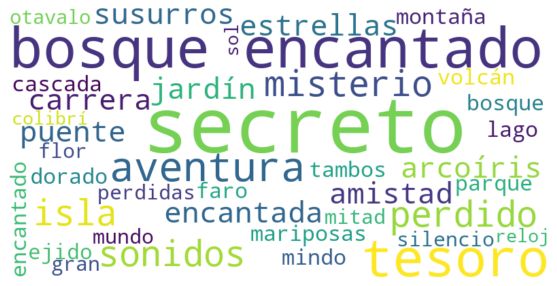 otavalo susurros estrellas montaña
bosque encantado
sol
cascada jardín misterio volcán
carrera bosque
colibrí secreto lago
puente
flor aventura arcoíris
dorado tambos parque
perdidas faro amistad
encantado isla encantada mitad perdido
mundo mariposas silencio reloj
ejido sonidos tesoro
gran mindo